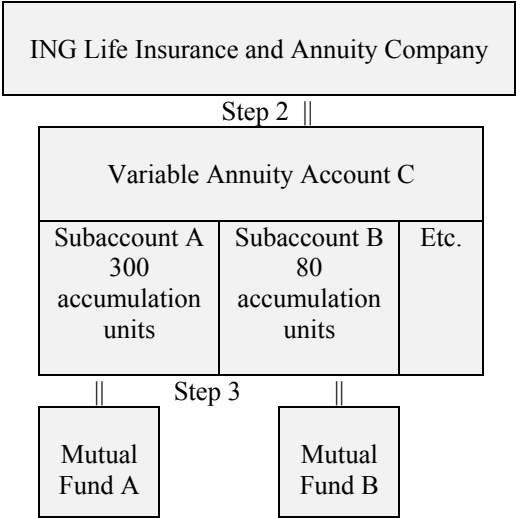 ING Life Insurance and Annuity Company
Step 2 ||
Variable Annuity Account C
Subaccount A
300
accumulation
units
Subaccount B
80
accumulation
units
Etc.
|| Step 3 ||
Mutual
Fund A
Mutual
Fund B